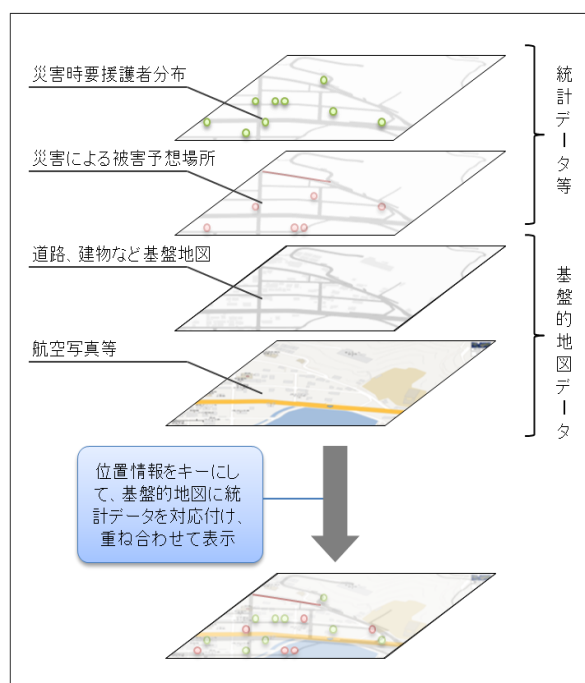 災害時要援護者分布
災害による被害予想場所
道路、建物など基盤地図
航空写真等
統計データ等
基盤的地図データ
位置情報をキーにし
て、基盤的地図に統
計データを対応付け、
重ね合わせて表示